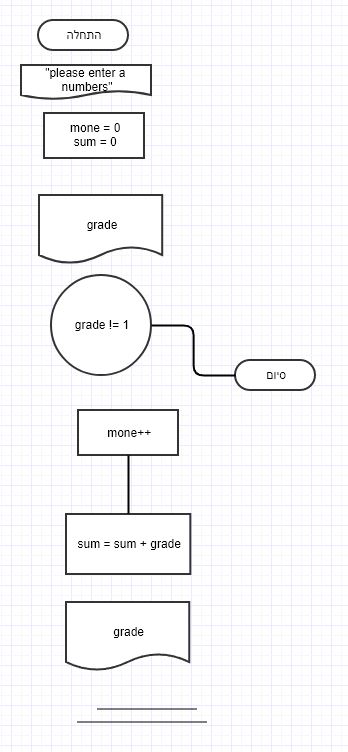 התחלה
"please enter a
numbers"
mone = 0
sum = 0
grade
grade != 1
סיום
mone++
sum = sum + grade
grade